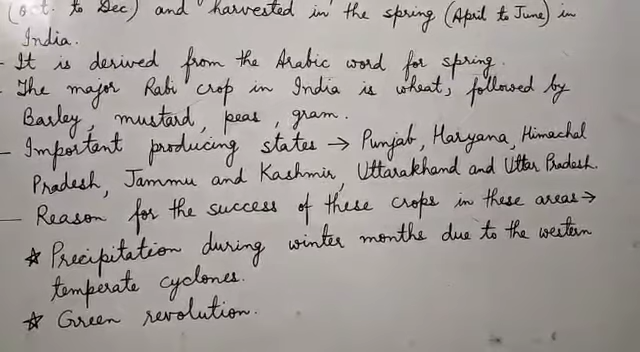 (Oct. to Dec) and harvested in the spring (April to June) in
India.
- It is derived from the Arabic word for spring.
- The major Rabi crop in India is wheat, followed by
Barley, mustard, peas, gram.
- Important producing states → Punjab, Haryana, Himachal
Pradesh, Jammu and Kashmir, Uttarakhand and Uttar Pradesh.
- Reason for the success of these crops in these areas →
☆ Precipitation during winter months due to the western
temperate cyclones.
☆ Green revolution.